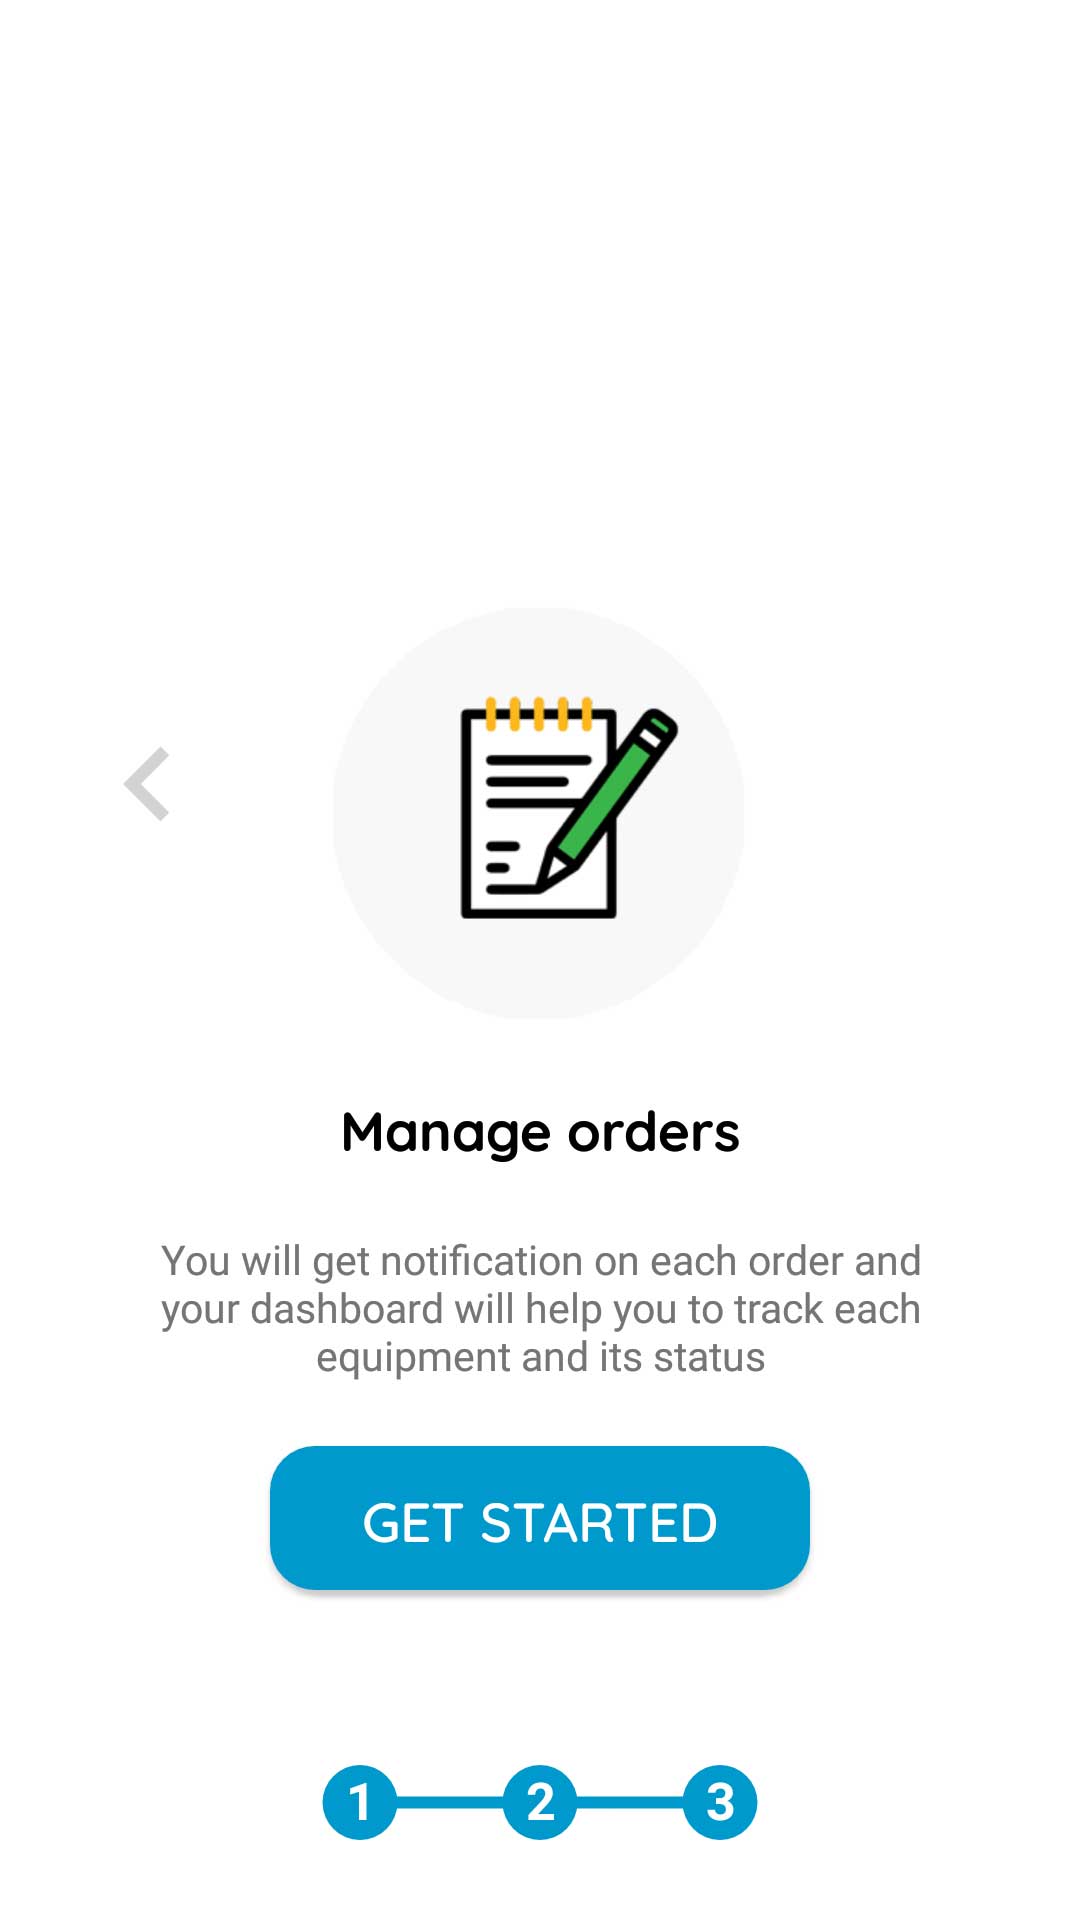 Manage orders
You will get notification on each order and
your dashboard will help you to track each
equipment and its status
GET STARTED
1 2 3